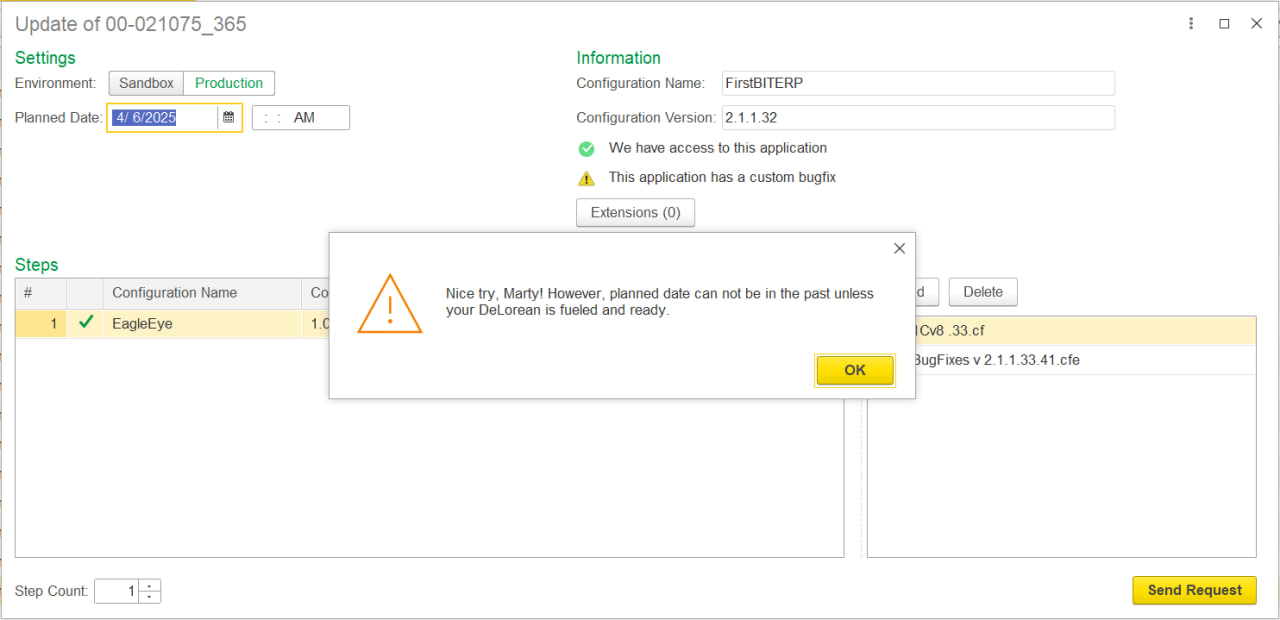 Update of 00-021075_365
Settings
Environment: Sandbox Production
Planned Date: 4/ 6/2025 : : AM
Information
Configuration Name: FirstBITERP
Configuration Version: 2.1.1.32
We have access to this application
This application has a custom bugfix
Extensions (0)
Nice try, Marty! However, planned date can not be in the past unless
your DeLorean is fueled and ready.
OK
Steps
# Configuration Name Co
1 EagleEye 1.0
d Delete
1Cv8 .33.cf
BugFixes v 2.1.1.33.41.cfe
Step Count: 1
Send Request